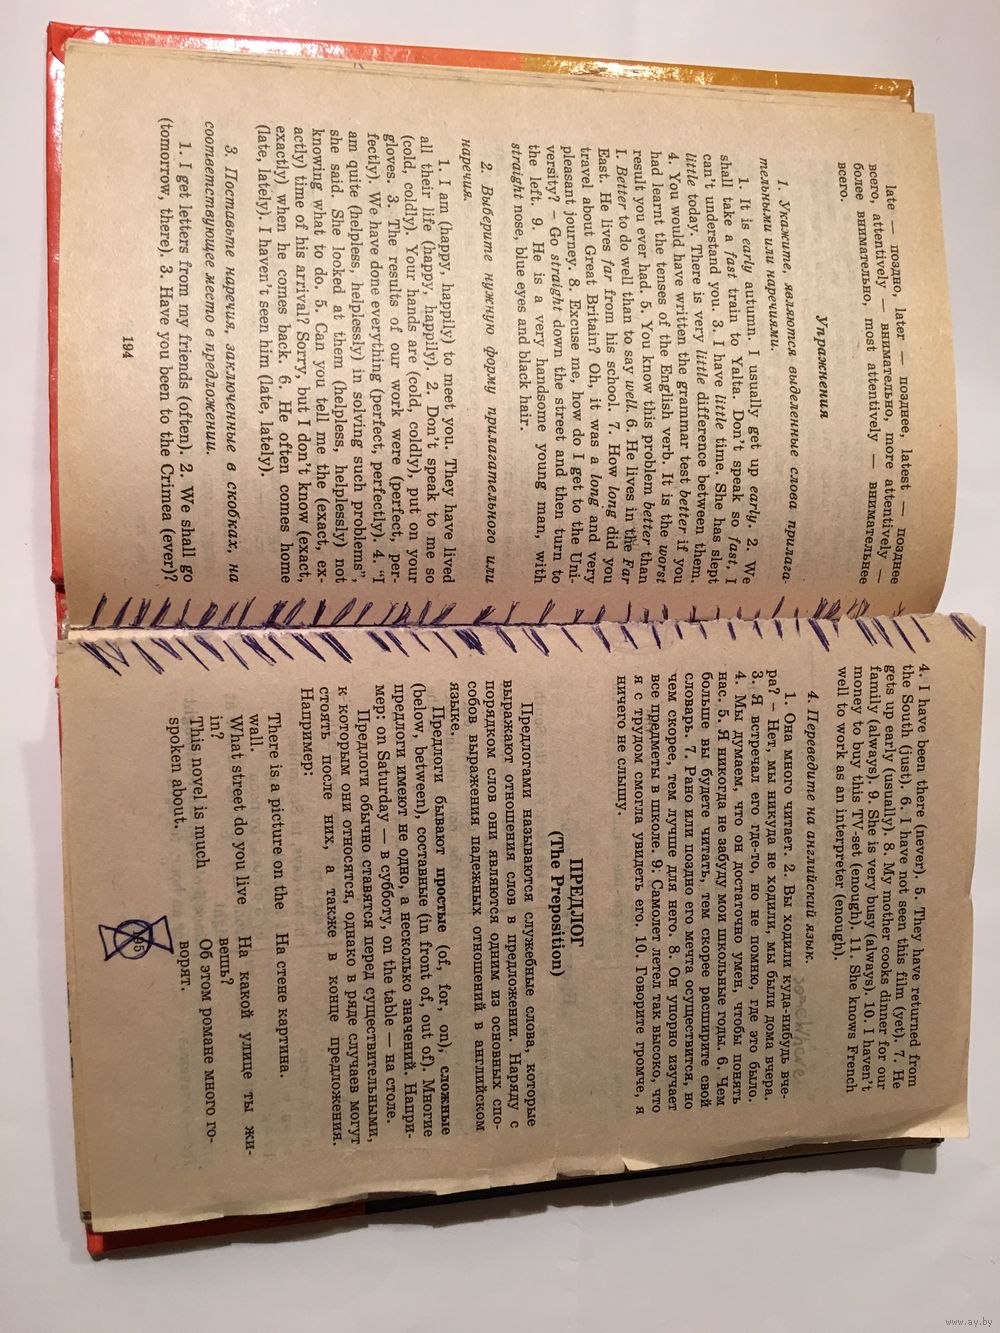 late — поздно, later — позднее, latest — позднее
всего, attentively — внимательно, more attentively —
более внимательно, most attentively — внимательнее
всего.
Упражнения
1. Укажите, являются выделенные слова прилага-
тельными или наречиями.
1. It is early autumn. I usually get up early. 2. We
shall take a fast train to Yalta. Don't speak so fast, I
can't understand you. 3. I have little time. She has slept
little today. There is very little difference between them.
4. You would have written the grammar test better if you
had learnt the tenses of the English verb. It is the worst
result you ever had. 5. You know this problem better than
I. Better to do well than to say well. 6. He lives in the Far
East. He lives far from his school. 7. How long did you
travel about Great Britain? Oh, it was a long and very
pleasant journey. 8. Excuse me, how do I get to the Uni-
versity? – Go straight down the street and then turn to
the left. 9. He is a very handsome young man, with
straight nose, blue eyes and black hair.
2. Выберите нужную форму прилагательного или
наречия.
1. I am (happy, happily) to meet you. They have lived
all their life (happy, happily). 2. Don't speak to me so
(cold, coldly). Your hands are (cold, coldly), put on your
gloves. 3. The results of our work were (perfect, per-
fectly). We have done everything (perfect, perfectly). 4. "I
am quite (helpless, helplessly) in solving such problems",
she said. She looked at them (helpless, helplessly) not
knowing what to do. 5. Can you tell me the (exact, ex-
actly) time of his arrival? Sorry, but I don't know (exact,
exactly) when he comes back. 6. He often comes home
(late, lately). I haven't seen him (late, lately).
3. Поставьте наречия, заключенные в скобках, на
соответствующее место в предложении.
1. I get letters from my friends (often). 2. We shall go
(tomorrow, there). 3. Have you been to the Crimea (ever)?
194
4. I have been there (never). 5. They have returned from
the South (just). 6. I have not seen this film (yet). 7. He
gets up early (usually). 8. My mother cooks dinner for our
family (always). 9. She is very busy (always). 10. I haven't
money to buy this TV-set (enough). 11. She knows French
well to work as an interpreter (enough).
4. Переведите на английский язык.
somewhere
1. Она много читает. 2. Вы ходили куда-нибудь вче-
ра? – Нет, мы никуда не ходили, мы были дома вчера.
3. Я встречал его где-то, но не помню, где это было.
4. Мы думаем, что он достаточно умен, чтобы понять
нас. 5. Я никогда не забуду мои школьные годы. 6. Чем
больше вы будете читать, тем скорее расширите свой
словарь. 7. Рано или поздно его мечта осуществится, но
чем скорее, тем лучше для него. 8. Он упорно изучает
все предметы в школе. 9. Самолет летел так высоко, что
я с трудом смогла увидеть его. 10. Говорите громче, я
ничего не слышу.
ПРЕДЛОГ
(The Preposition)
Предлогами называются служебные слова, которые
выражают отношения слов в предложении. Наряду с
порядком слов они являются одним из основных спо-
собов выражения падежных отношений в английском
языке.
Предлоги бывают простые (of, for, on), сложные
(below, between), составные (in front of, out of). Многие
предлоги имеют не одно, а несколько значений. Напри-
мер: on Saturday — в субботу, on the table — на столе.
Предлоги обычно ставятся перед существительными,
к которым они относятся, однако в ряде случаев могут
стоять после них, а также в конце предложения.
Например:
There is a picture on the На стене картина.
wall.
What street do you live На какой улице ты жи-
in? вешь?
This novel is much Об этом романе много го-
spoken about. ворят.
www.ay.by